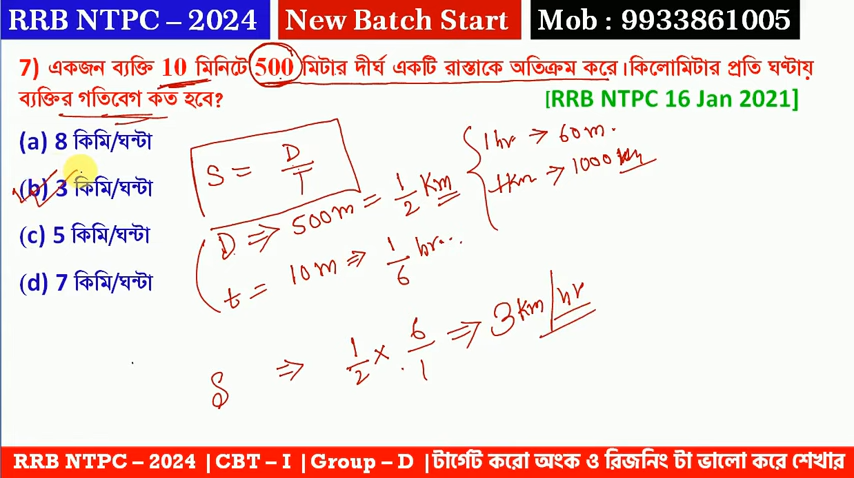 RRB NTPC – 2024 | New Batch Start | Mob : 9933861005
7) একজন ব্যক্তি 10 মিনিটে 500 মিটার দীর্ঘ একটি রাস্তাকে অতিক্রম করে। কিলোমিটার প্রতি ঘন্টায়
ব্যক্তির গতিবেগ কত হবে?
[RRB NTPC 16 Jan 2021]
(a) 8 কিমি/ঘন্টা
(b) 3 কিমি/ঘন্টা
(c) 5 কিমি/ঘন্টা
(d) 7 কিমি/ঘন্টা
S = D/T
1hr → 60m.
1km → 1000
D ⇒ 500m = 1/2 Km
t = 10m ⇒ 1/6 hr..
S ⇒ 1/2 × 6/1 ⇒ 3km/hr
RRB NTPC – 2024 |CBT – I |Group – D |টার্গেট করো অংক ও রিজনিং টা ভালো করে শেখার